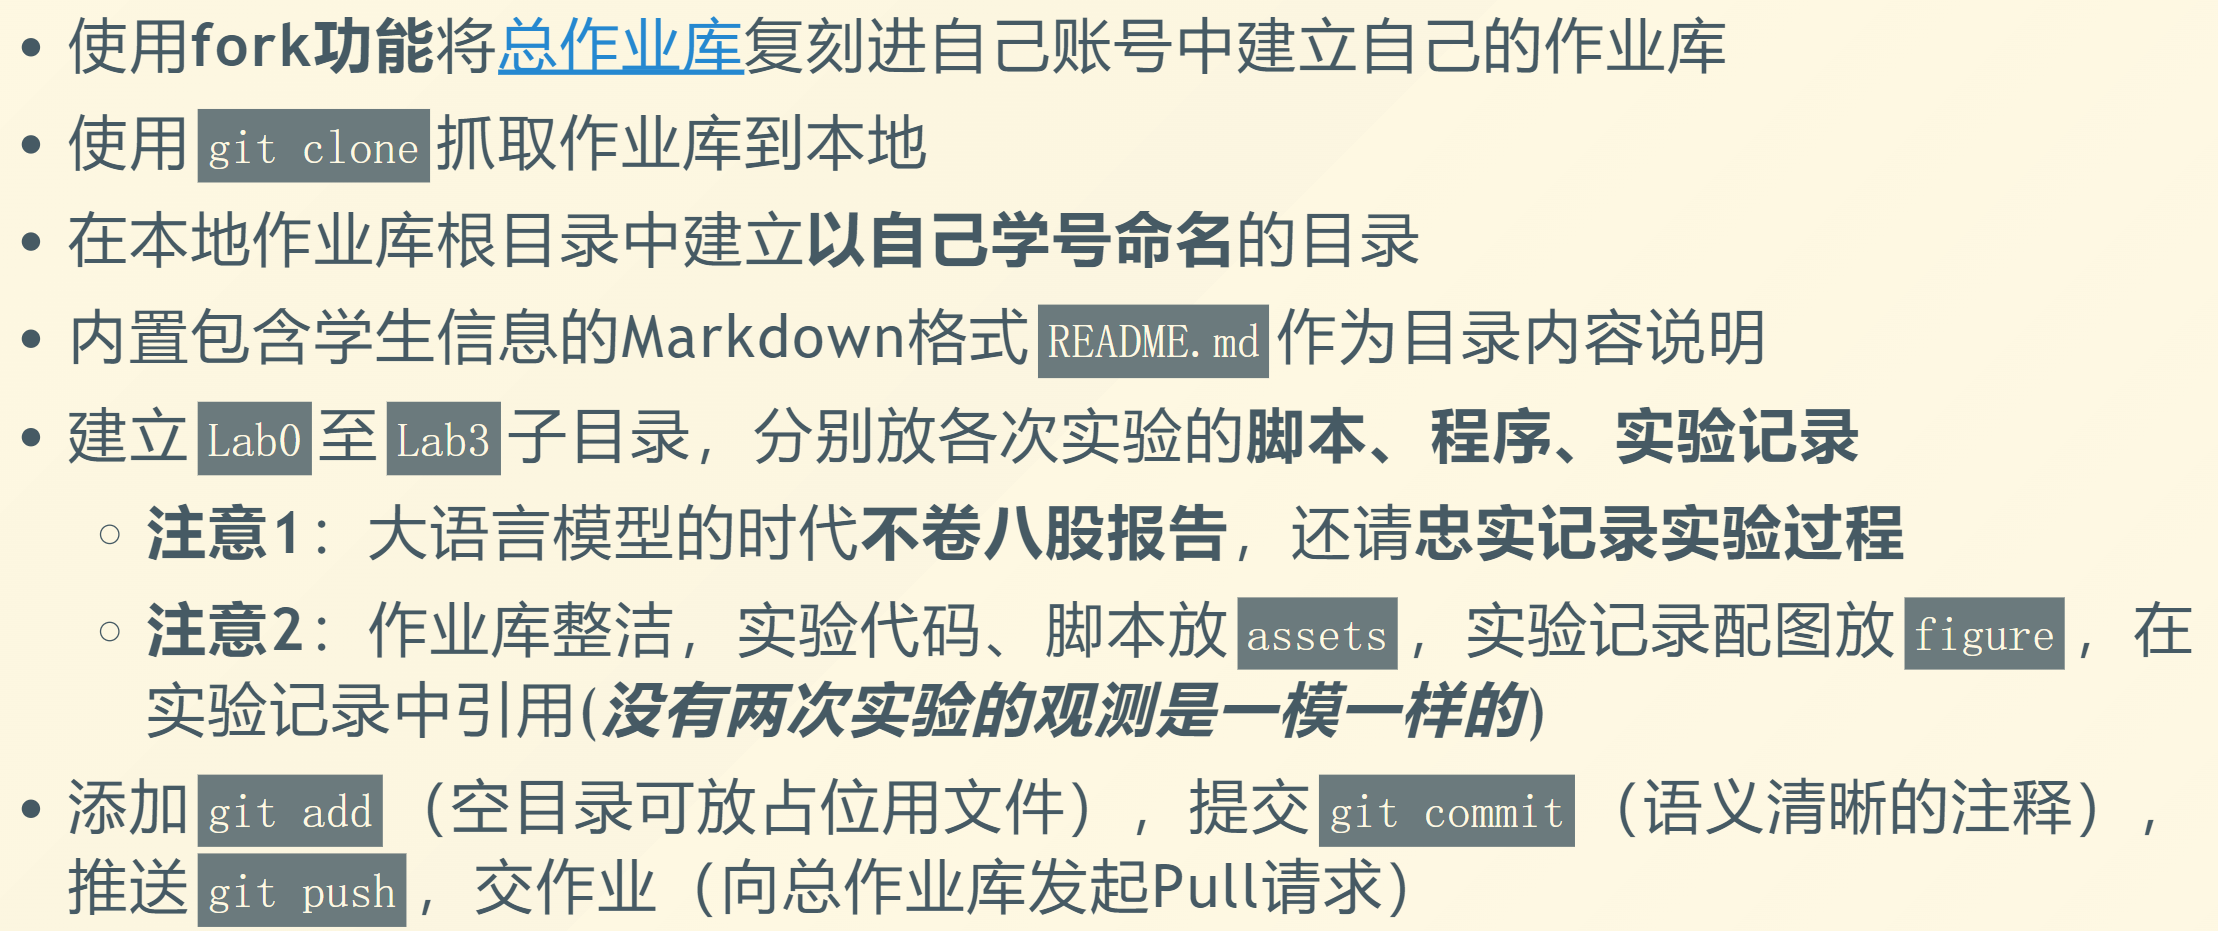 • 使用fork功能将总作业库复刻进自己账号中建立自己的作业库
• 使用 git clone 抓取作业库到本地
• 在本地作业库根目录中建立以自己学号命名的目录
• 内置包含学生信息的Markdown格式 README.md 作为目录内容说明
• 建立 Lab0 至 Lab3 子目录，分别放各次实验的脚本、程序、实验记录
○ 注意1：大语言模型的时代不卷八股报告，还请忠实记录实验过程
○ 注意2：作业库整洁，实验代码、脚本放 assets ，实验记录配图放 figure ，在
实验记录中引用(没有两次实验的观测是一模一样的)
• 添加 git add （空目录可放占位用文件），提交 git commit （语义清晰的注释），
推送 git push ，交作业（向总作业库发起Pull请求）